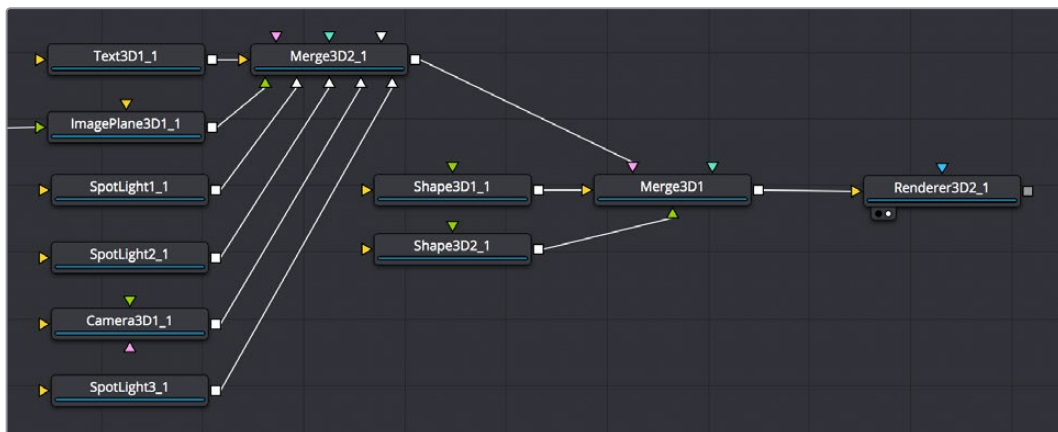 Text3D1_1
Merge3D2_1
ImagePlane3D1_1
SpotLight1_1
Shape3D1_1
Merge3D1
Renderer3D2_1
SpotLight2_1
Shape3D2_1
Camera3D1_1
SpotLight3_1